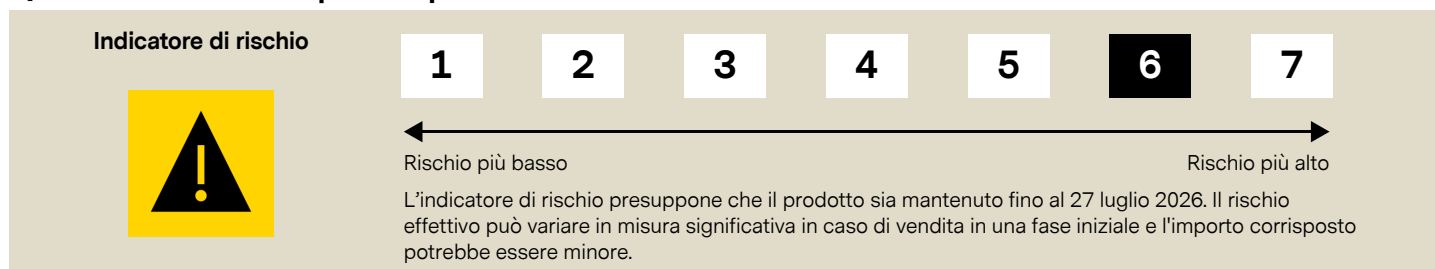 Indicatore di rischio
1 2 3 4 5 6 7
Rischio più basso
Rischio più alto
L'indicatore di rischio presuppone che il prodotto sia mantenuto fino al 27 luglio 2026. Il rischio
effettivo può variare in misura significativa in caso di vendita in una fase iniziale e l'importo corrisposto
potrebbe essere minore.